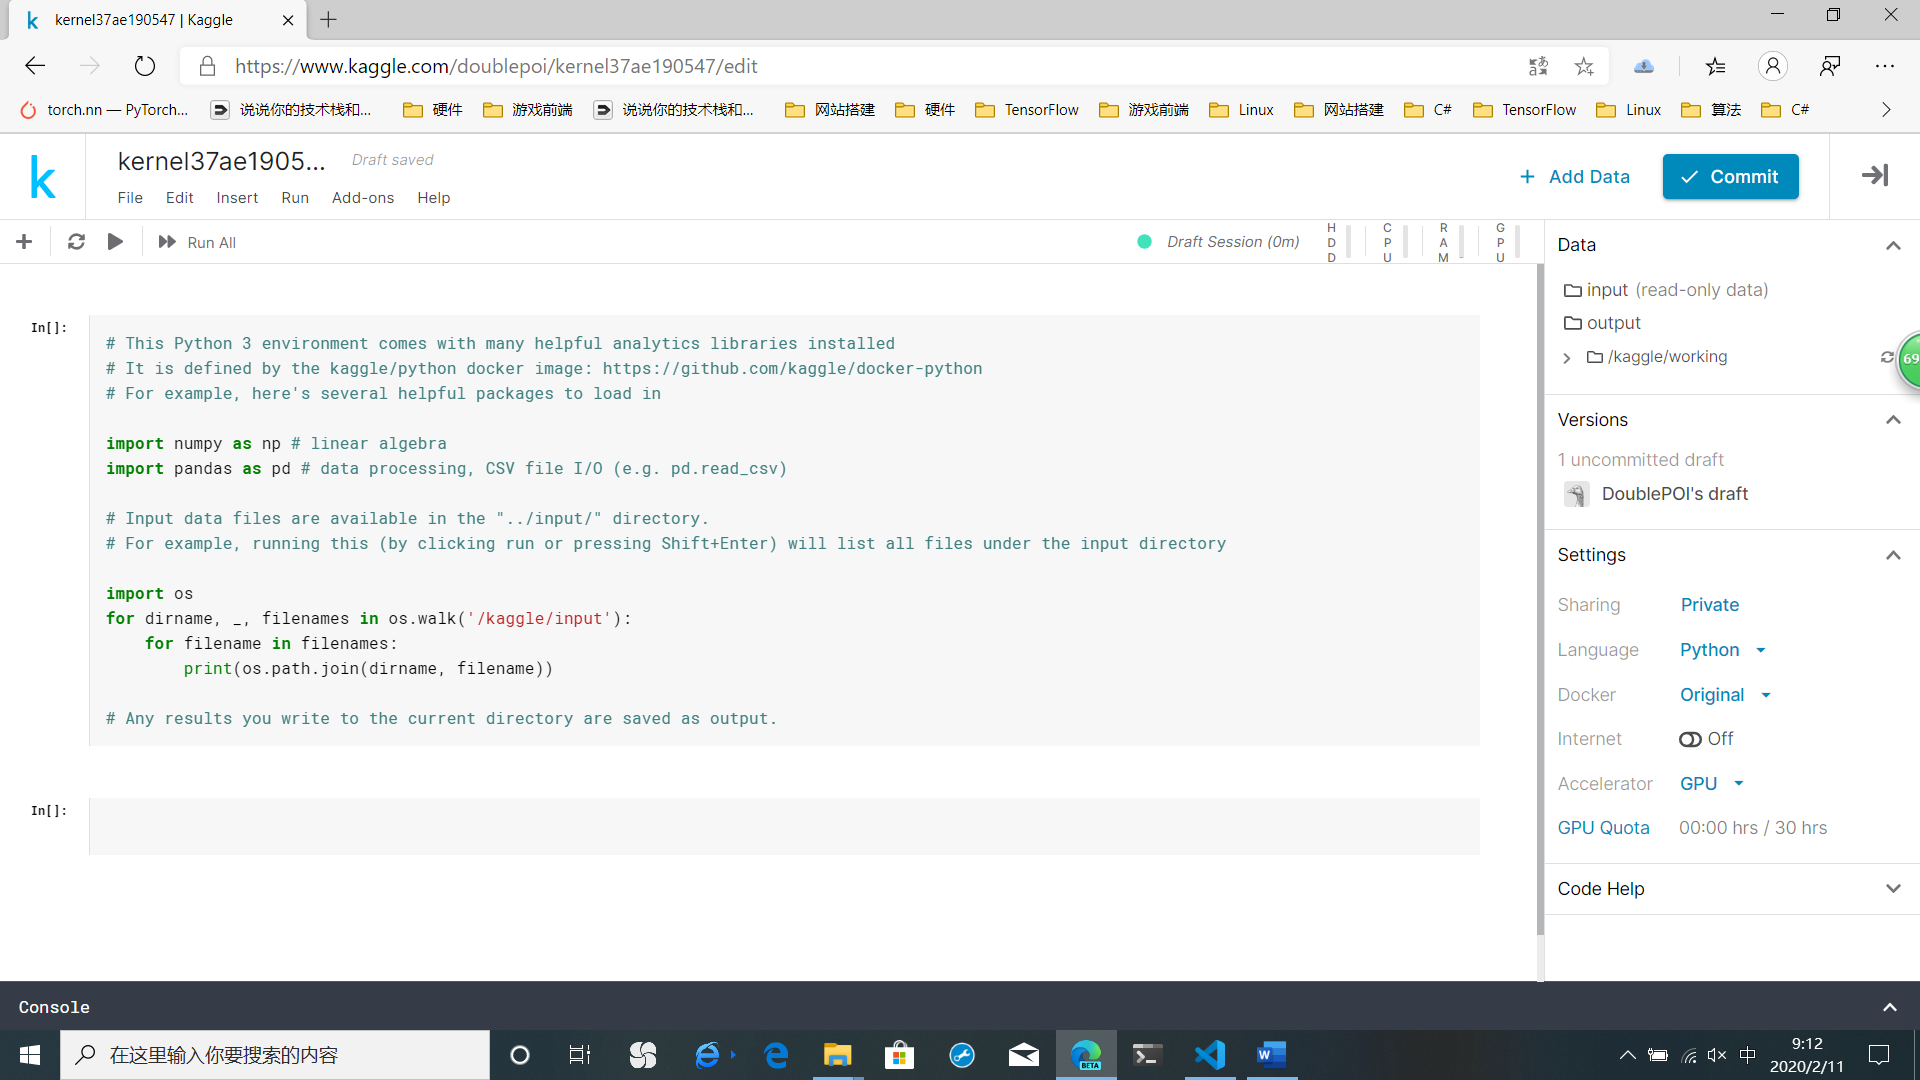 kernel37ae190547 | Kaggle
https://www.kaggle.com/doublepoi/kernel37ae190547/edit
torch.nn — PyTorch... 说说你的技术栈和... 硬件 游戏前端 说说你的技术栈和... 网站搭建 硬件 TensorFlow 游戏前端 Linux 网站搭建 C# TensorFlow Linux 算法 C#
k
kernel37ae1905... Draft saved
File Edit Insert Run Add-ons Help
+ Add Data
Commit
Run All
Draft Session (0m)
HDD
CPU
RAM
GPU
In[]:
# This Python 3 environment comes with many helpful analytics libraries installed
# It is defined by the kaggle/python docker image: https://github.com/kaggle/docker-python
# For example, here's several helpful packages to load in
import numpy as np # linear algebra
import pandas as pd # data processing, CSV file I/O (e.g. pd.read_csv)
# Input data files are available in the "../input/" directory.
# For example, running this (by clicking run or pressing Shift+Enter) will list all files under the input directory
import os
for dirname, _, filenames in os.walk('/kaggle/input'):
    for filename in filenames:
        print(os.path.join(dirname, filename))
# Any results you write to the current directory are saved as output.
In[]:
Data
input (read-only data)
output
/kaggle/working
69
Versions
1 uncommitted draft
DoublePOI's draft
Settings
Sharing Private
Language Python
Docker Original
Internet Off
Accelerator GPU
GPU Quota 00:00 hrs / 30 hrs
Code Help
Console
在这里输入你要搜索的内容
BETA
中
9:12
2020/2/11